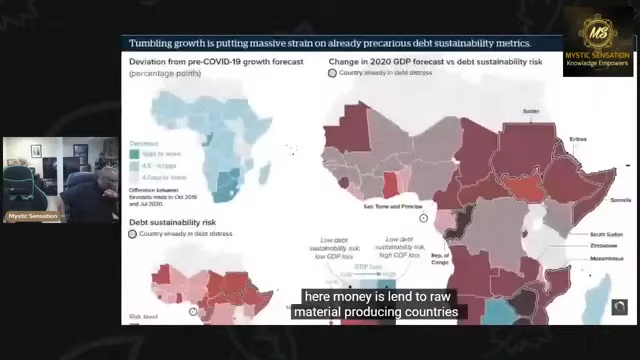 Tumbling growth is putting massive strain on already precarious debt sustainability metrics.
MS
MYSTIC SENSATION
Knowledge Empowers
Deviation from pre-COVID-19 growth forecast
(percentage points)
Change in 2020 GDP forecast vs debt sustainability risk
Country already in debt distress
Sudan
Eritrea
Somalia
South Sudan
Zimbabwe
Mozambique
Sao Tome and Principe
Rep. of
Congo
Difference between
forecasts made in Oct 2019
and Jul 2020.
Mystic Sensation
Debt sustainability risk
Country already in debt distress
Risk level
Low debt
sustainability risk,
low GDP loss
Low debt
sustainability risk,
high GDP loss
GDP loss
here money is lend to raw
material producing countries